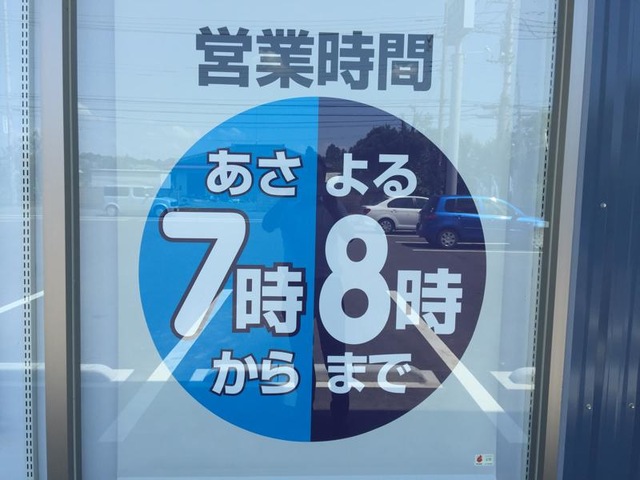 営業時間
あさ よる
7時 8時
から まで